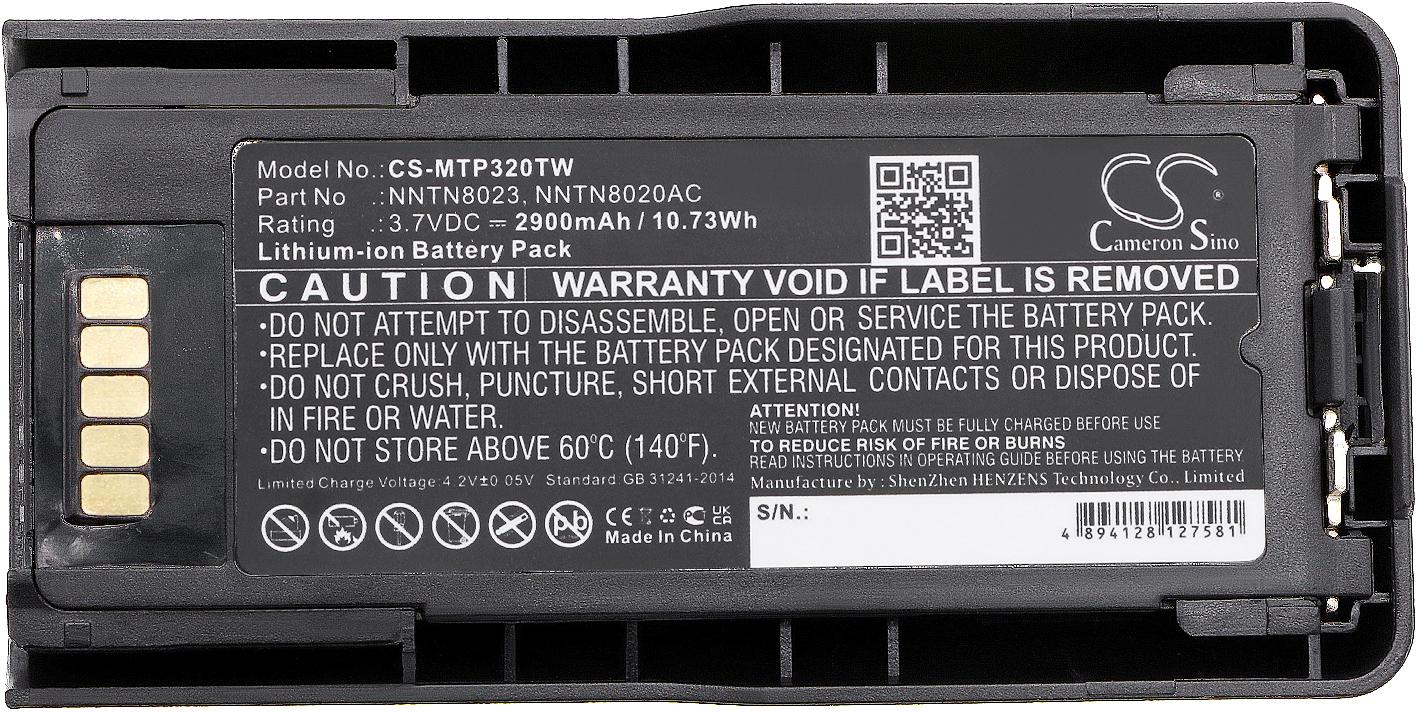 Model No.:CS-MTP320TW
Part No .:NNTN8023, NNTN8020AC
Rating .:3.7VDC ⎓ 2900mAh / 10.73Wh
Lithium-ion Battery Pack
CS®
Cameron Sino
CAUTION WARRANTY VOID IF LABEL IS REMOVED
•DO NOT ATTEMPT TO DISASSEMBLE, OPEN OR SERVICE THE BATTERY PACK.
•REPLACE ONLY WITH THE BATTERY PACK DESIGNATED FOR THIS PRODUCT.
•DO NOT CRUSH, PUNCTURE, SHORT EXTERNAL CONTACTS OR DISPOSE OF
IN FIRE OR WATER.
•DO NOT STORE ABOVE 60°C (140°F).
Limited Charge Voltage:4.2V±0.05V Standard:GB 31241-2014
ATTENTION!
NEW BATTERY PACK MUST BE FULLY CHARGED BEFORE USE
TO REDUCE RISK OF FIRE OR BURNS
READ INSTRUCTIONS IN OPERATING GUIDE BEFORE USING THE BATTERY
Manufacture by : ShenZhen HENZENS Technology Co., Limited
Pb CE UK CA
Made In China
S/N.:
4 894128 127581